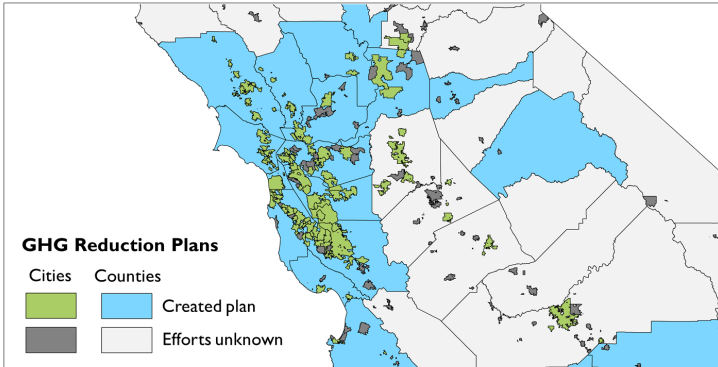 GHG Reduction Plans
Cities Counties
Created plan
Efforts unknown